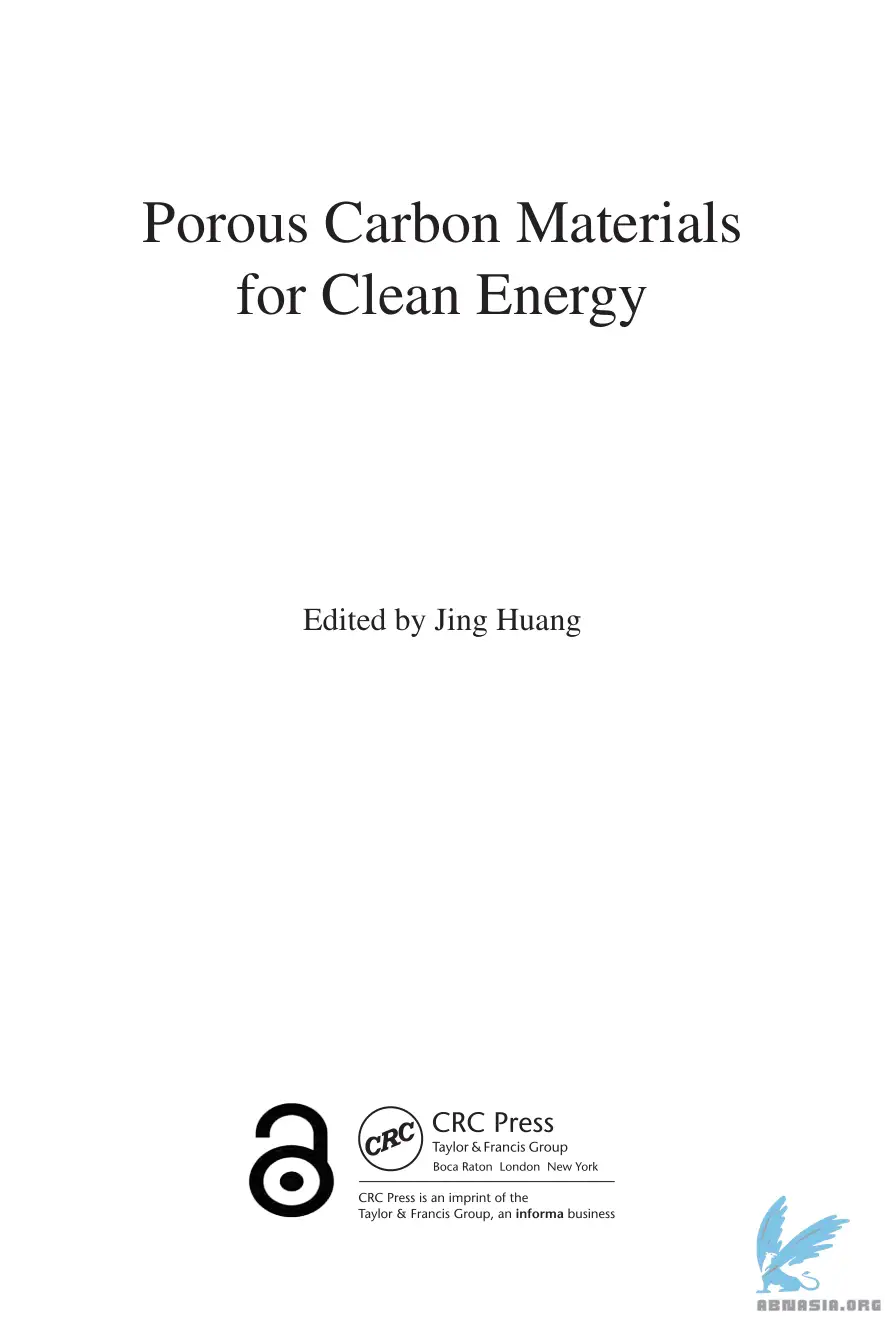 Porous Carbon Materials
for Clean Energy
Edited by Jing Huang
CRC
CRC Press
Taylor & Francis Group
Boca Raton London New York
CRC Press is an imprint of the
Taylor & Francis Group, an informa business
ABNASIA.ORG